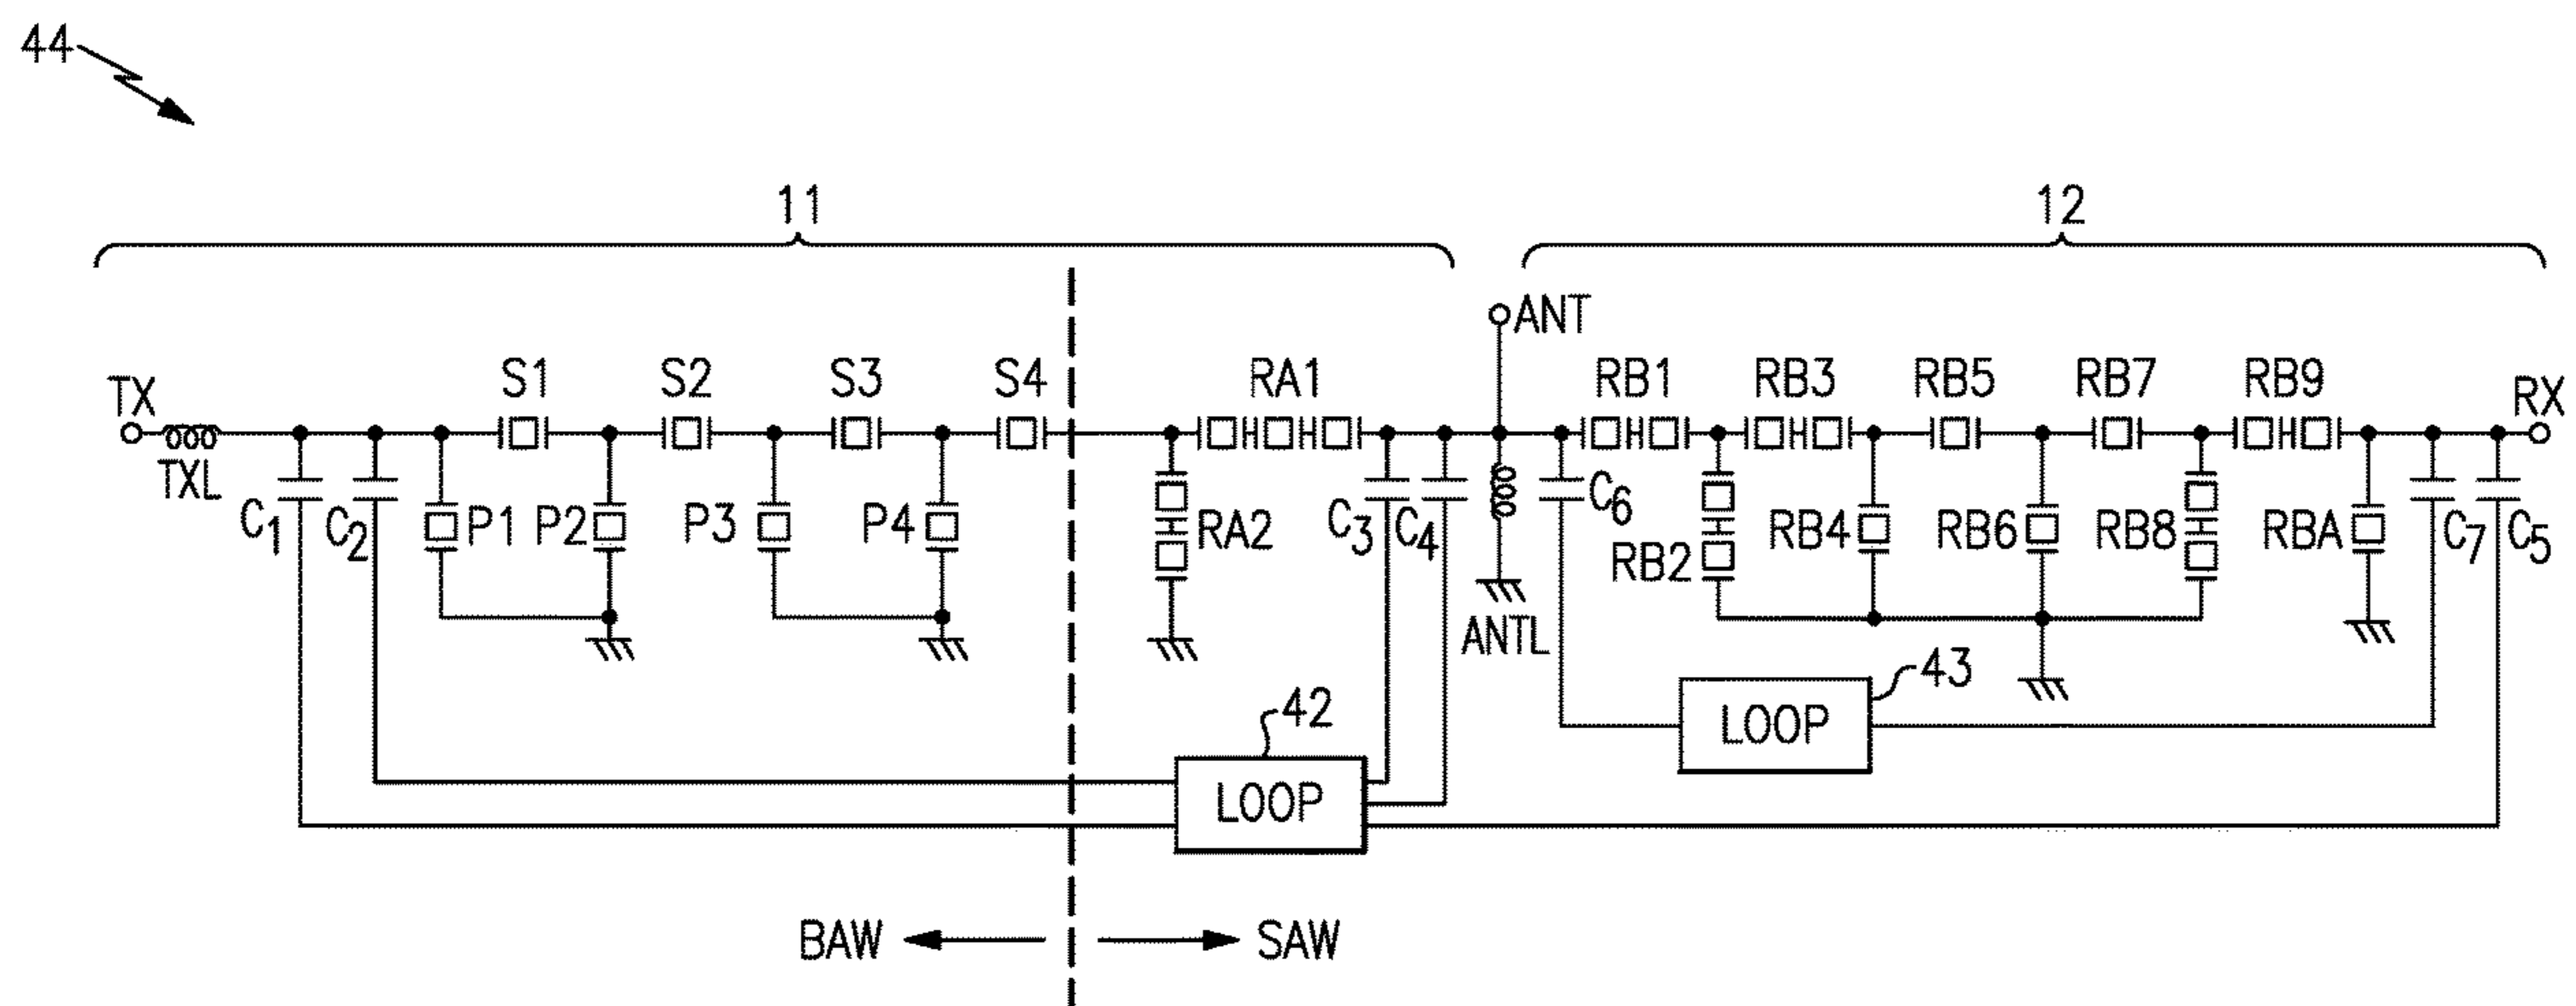 44
11
12
ANT
S1
S2
S3
S4
RA1
RB1
RB3
RB5
RB7
RB9
TX
RX
TXL
C1
C2
P1
P2
P3
P4
RA2
C3
C4
C6
RB2
RB4
RB6
RB8
RBA
C7
C5
ANTL
42
LOOP
43
LOOP
BAW
SAW